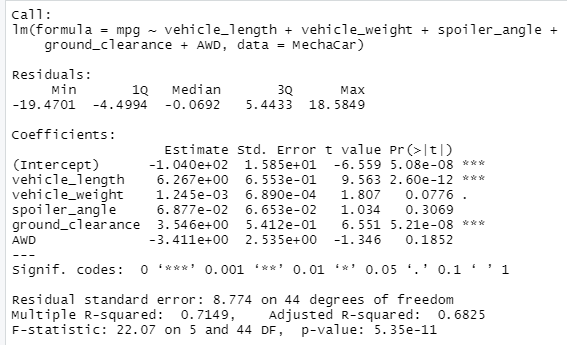 Call:
lm(formula = mpg ~ vehicle_length + vehicle_weight + spoiler_angle +
    ground_clearance + AWD, data = MechaCar)

Residuals:
     Min       1Q   Median       3Q      Max
-19.4701  -4.4994  -0.0692   5.4433  18.5849

Coefficients:
                   Estimate Std. Error t value Pr(>|t|)
(Intercept)      -1.040e+02  1.585e+01  -6.559 5.08e-08 ***
vehicle_length    6.267e+00  6.553e-01   9.563 2.60e-12 ***
vehicle_weight    1.245e-03  6.890e-04   1.807   0.0776 .
spoiler_angle     6.877e-02  6.653e-02   1.034   0.3069
ground_clearance  3.546e+00  5.412e-01   6.551 5.21e-08 ***
AWD              -3.411e+00  2.535e+00  -1.346   0.1852
---
Signif. codes:  0 ‘***’ 0.001 ‘**’ 0.01 ‘*’ 0.05 ‘.’ 0.1 ‘ ’ 1

Residual standard error: 8.774 on 44 degrees of freedom
Multiple R-squared:  0.7149,    Adjusted R-squared:  0.6825
F-statistic: 22.07 on 5 and 44 DF,  p-value: 5.35e-11